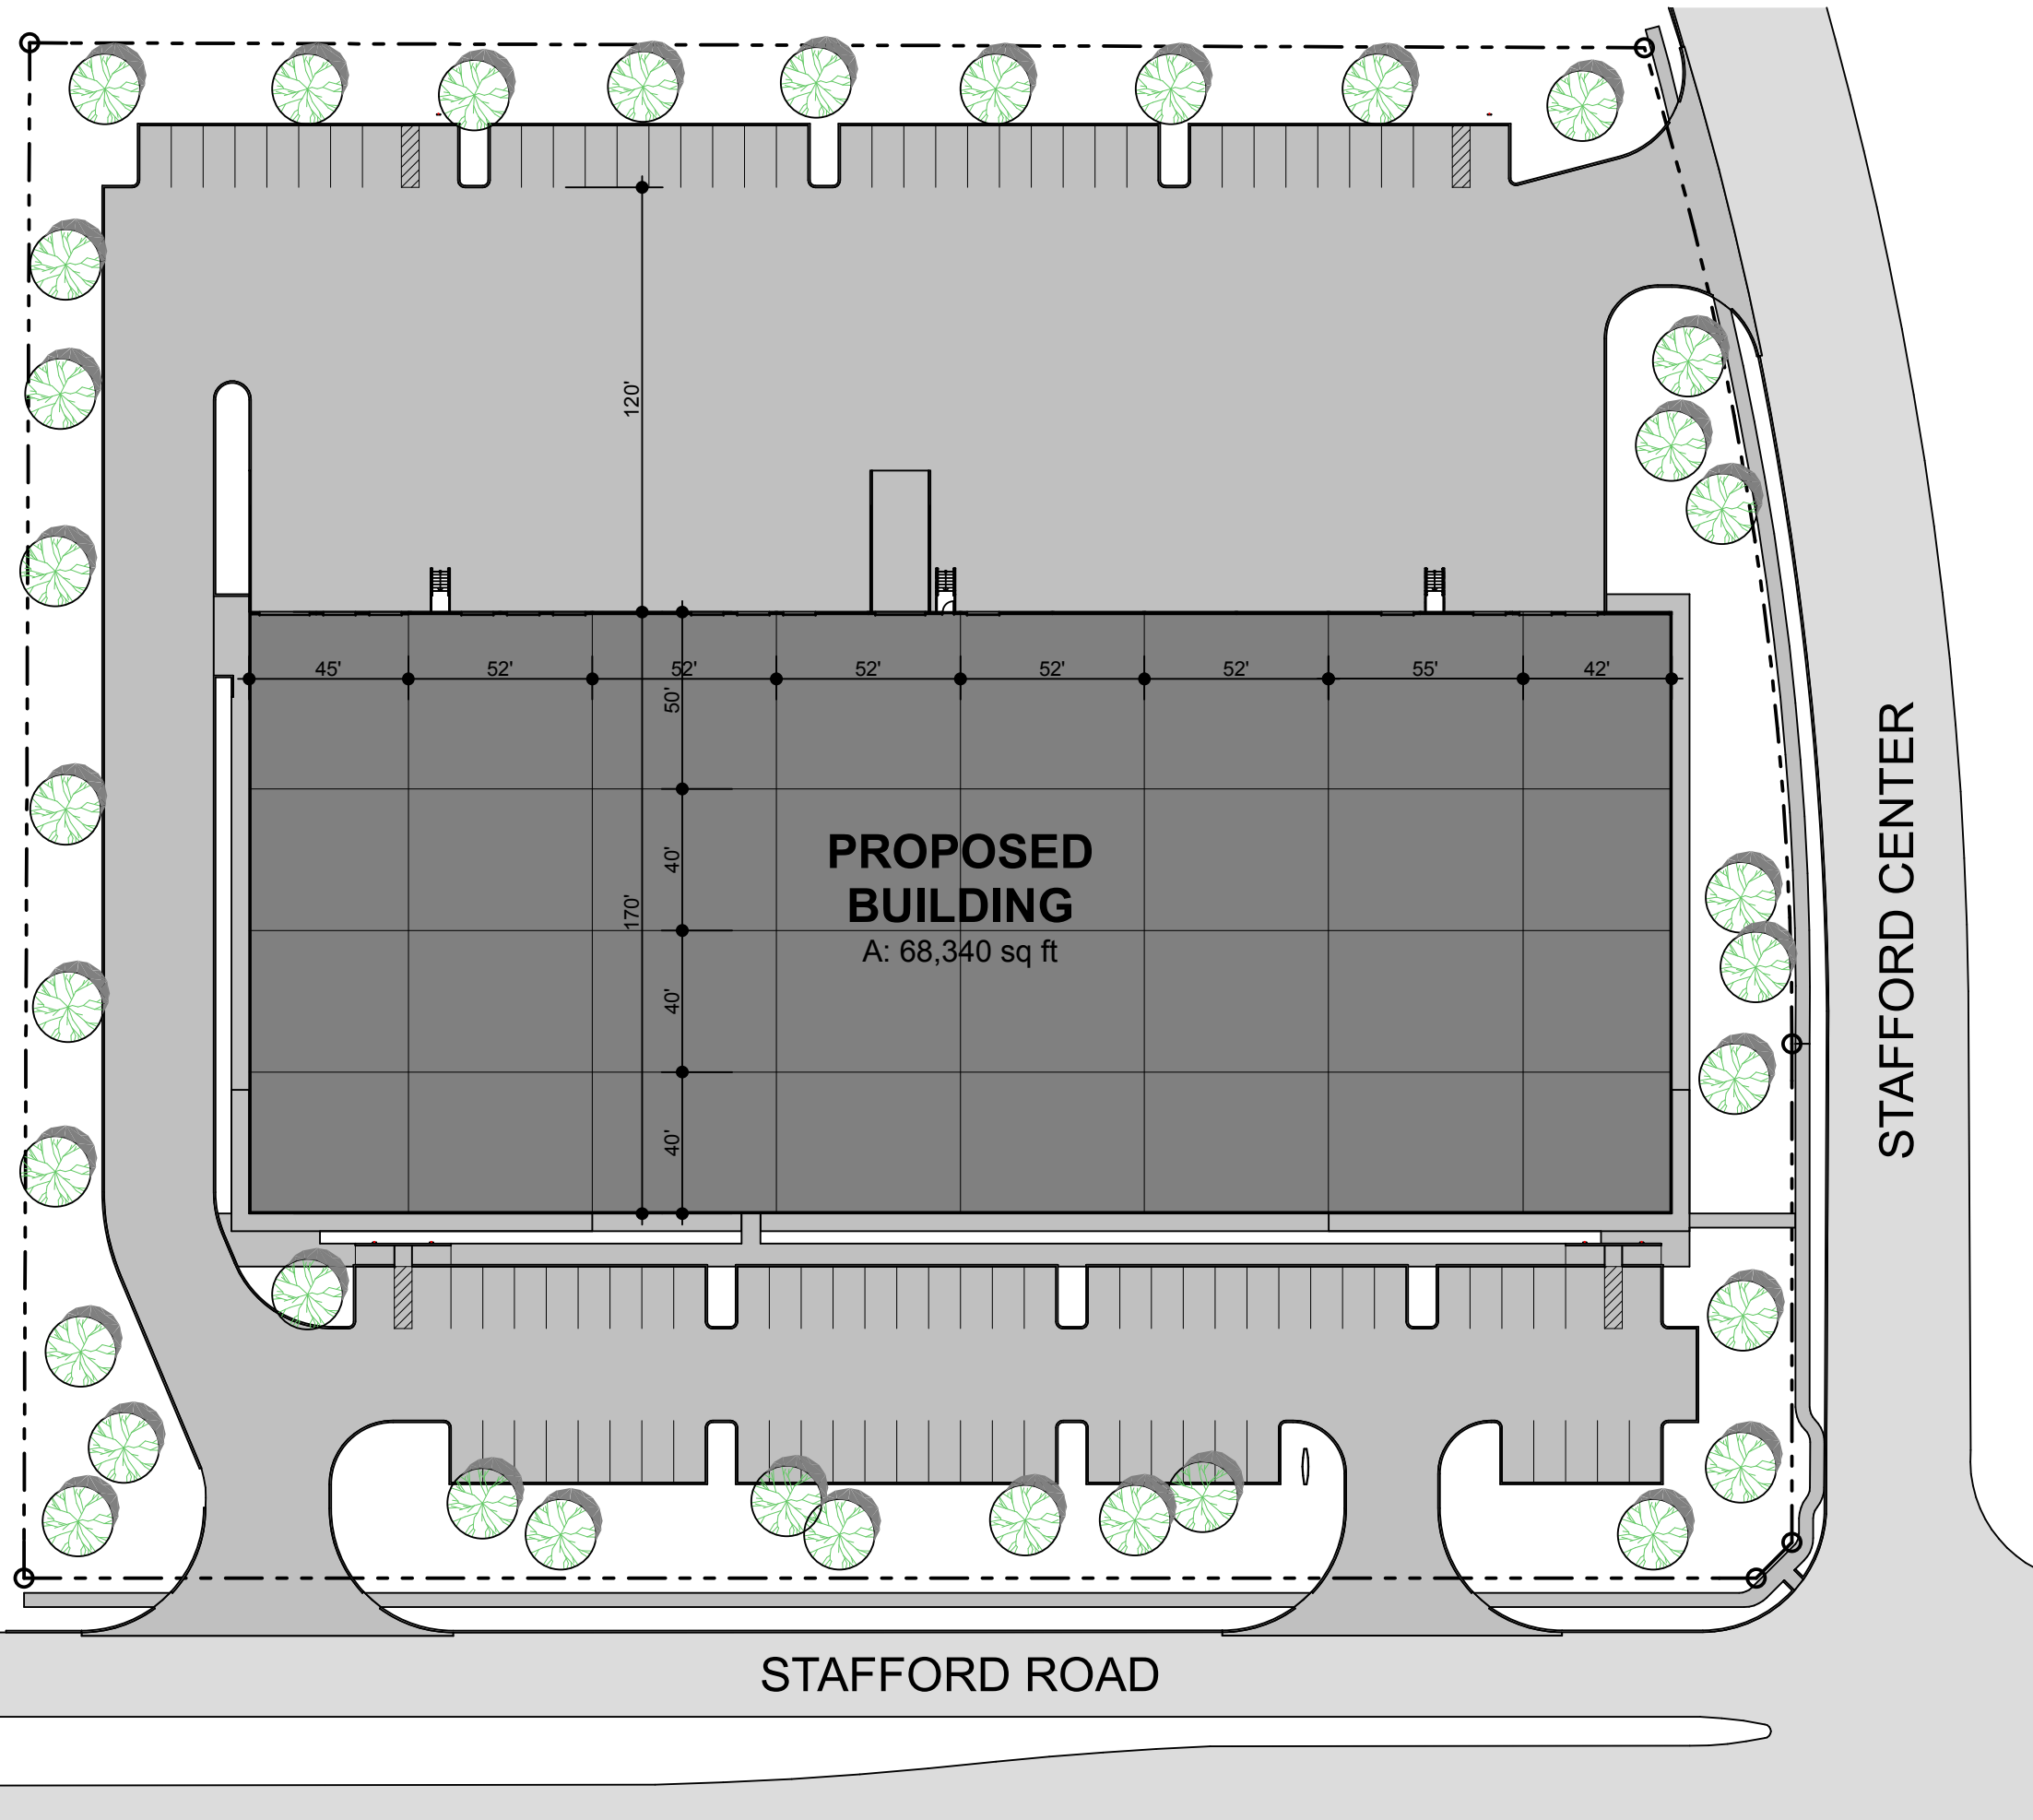 120'
45'
52'
52'
52'
52'
52'
55'
42'
50'
40'
170'
40'
40'
PROPOSED
BUILDING
A: 68,340 sq ft
STAFFORD CENTER
STAFFORD ROAD